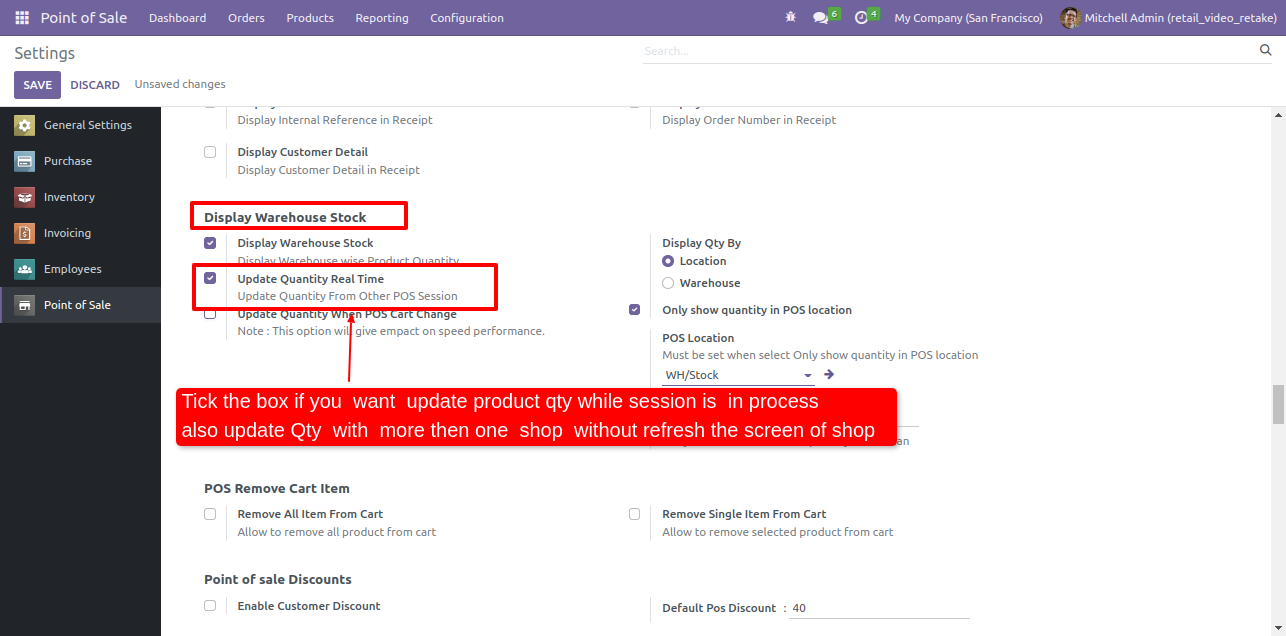 Point of Sale Dashboard Orders Products Reporting Configuration 6 4 My Company (San Francisco) Mitchell Admin (retail_video_retake)
Settings
Search...
SAVE DISCARD Unsaved changes
General Settings
Purchase
Inventory
Invoicing
Employees
Point of Sale
Display Internal Reference in Receipt
Display Order Number in Receipt
Display Customer Detail
Display Customer Detail in Receipt
Display Warehouse Stock
Display Warehouse Stock
Display Warehouse wise Product Quantity
Update Quantity Real Time
Update Quantity From Other POS Session
Update Quantity When POS Cart Change
Note : This option will give empact on speed performance.
Display Qty By
Location
Warehouse
Only show quantity in POS location
POS Location
Must be set when select Only show quantity in POS location
WH/Stock
Tick the box if you want update product qty while session is in process
also update Qty with more then one shop without refresh the screen of shop
POS Remove Cart Item
Remove All Item From Cart
Allow to remove all product from cart
Remove Single Item From Cart
Allow to remove selected product from cart
Point of sale Discounts
Enable Customer Discount
Default Pos Discount : 40